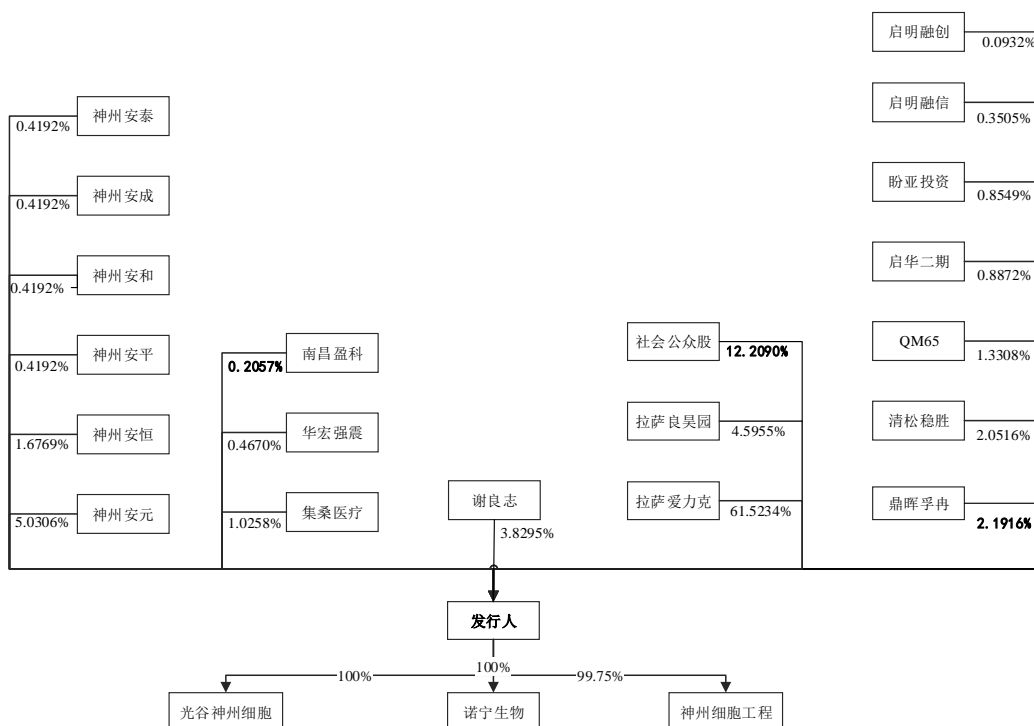 启明融创
0.0932%
启明融信
0.3505%
神州安泰
0.4192%
盼亚投资
0.8549%
神州安成
0.4192%
启华二期
0.8872%
神州安和
0.4192%
QM65
1.3308%
社会公众股
12.2090%
南昌盈科
0.2057%
神州安平
0.4192%
清松稳胜
2.0516%
拉萨良昊园
4.5955%
华宏强震
0.4670%
神州安恒
1.6769%
谢良志
3.8295%
鼎晖孚冉
2.1916%
拉萨爱力克
61.5234%
集桑医疗
1.0258%
神州安元
5.0306%
发行人
100%
100%
99.75%
光谷神州细胞
诺宁生物
神州细胞工程